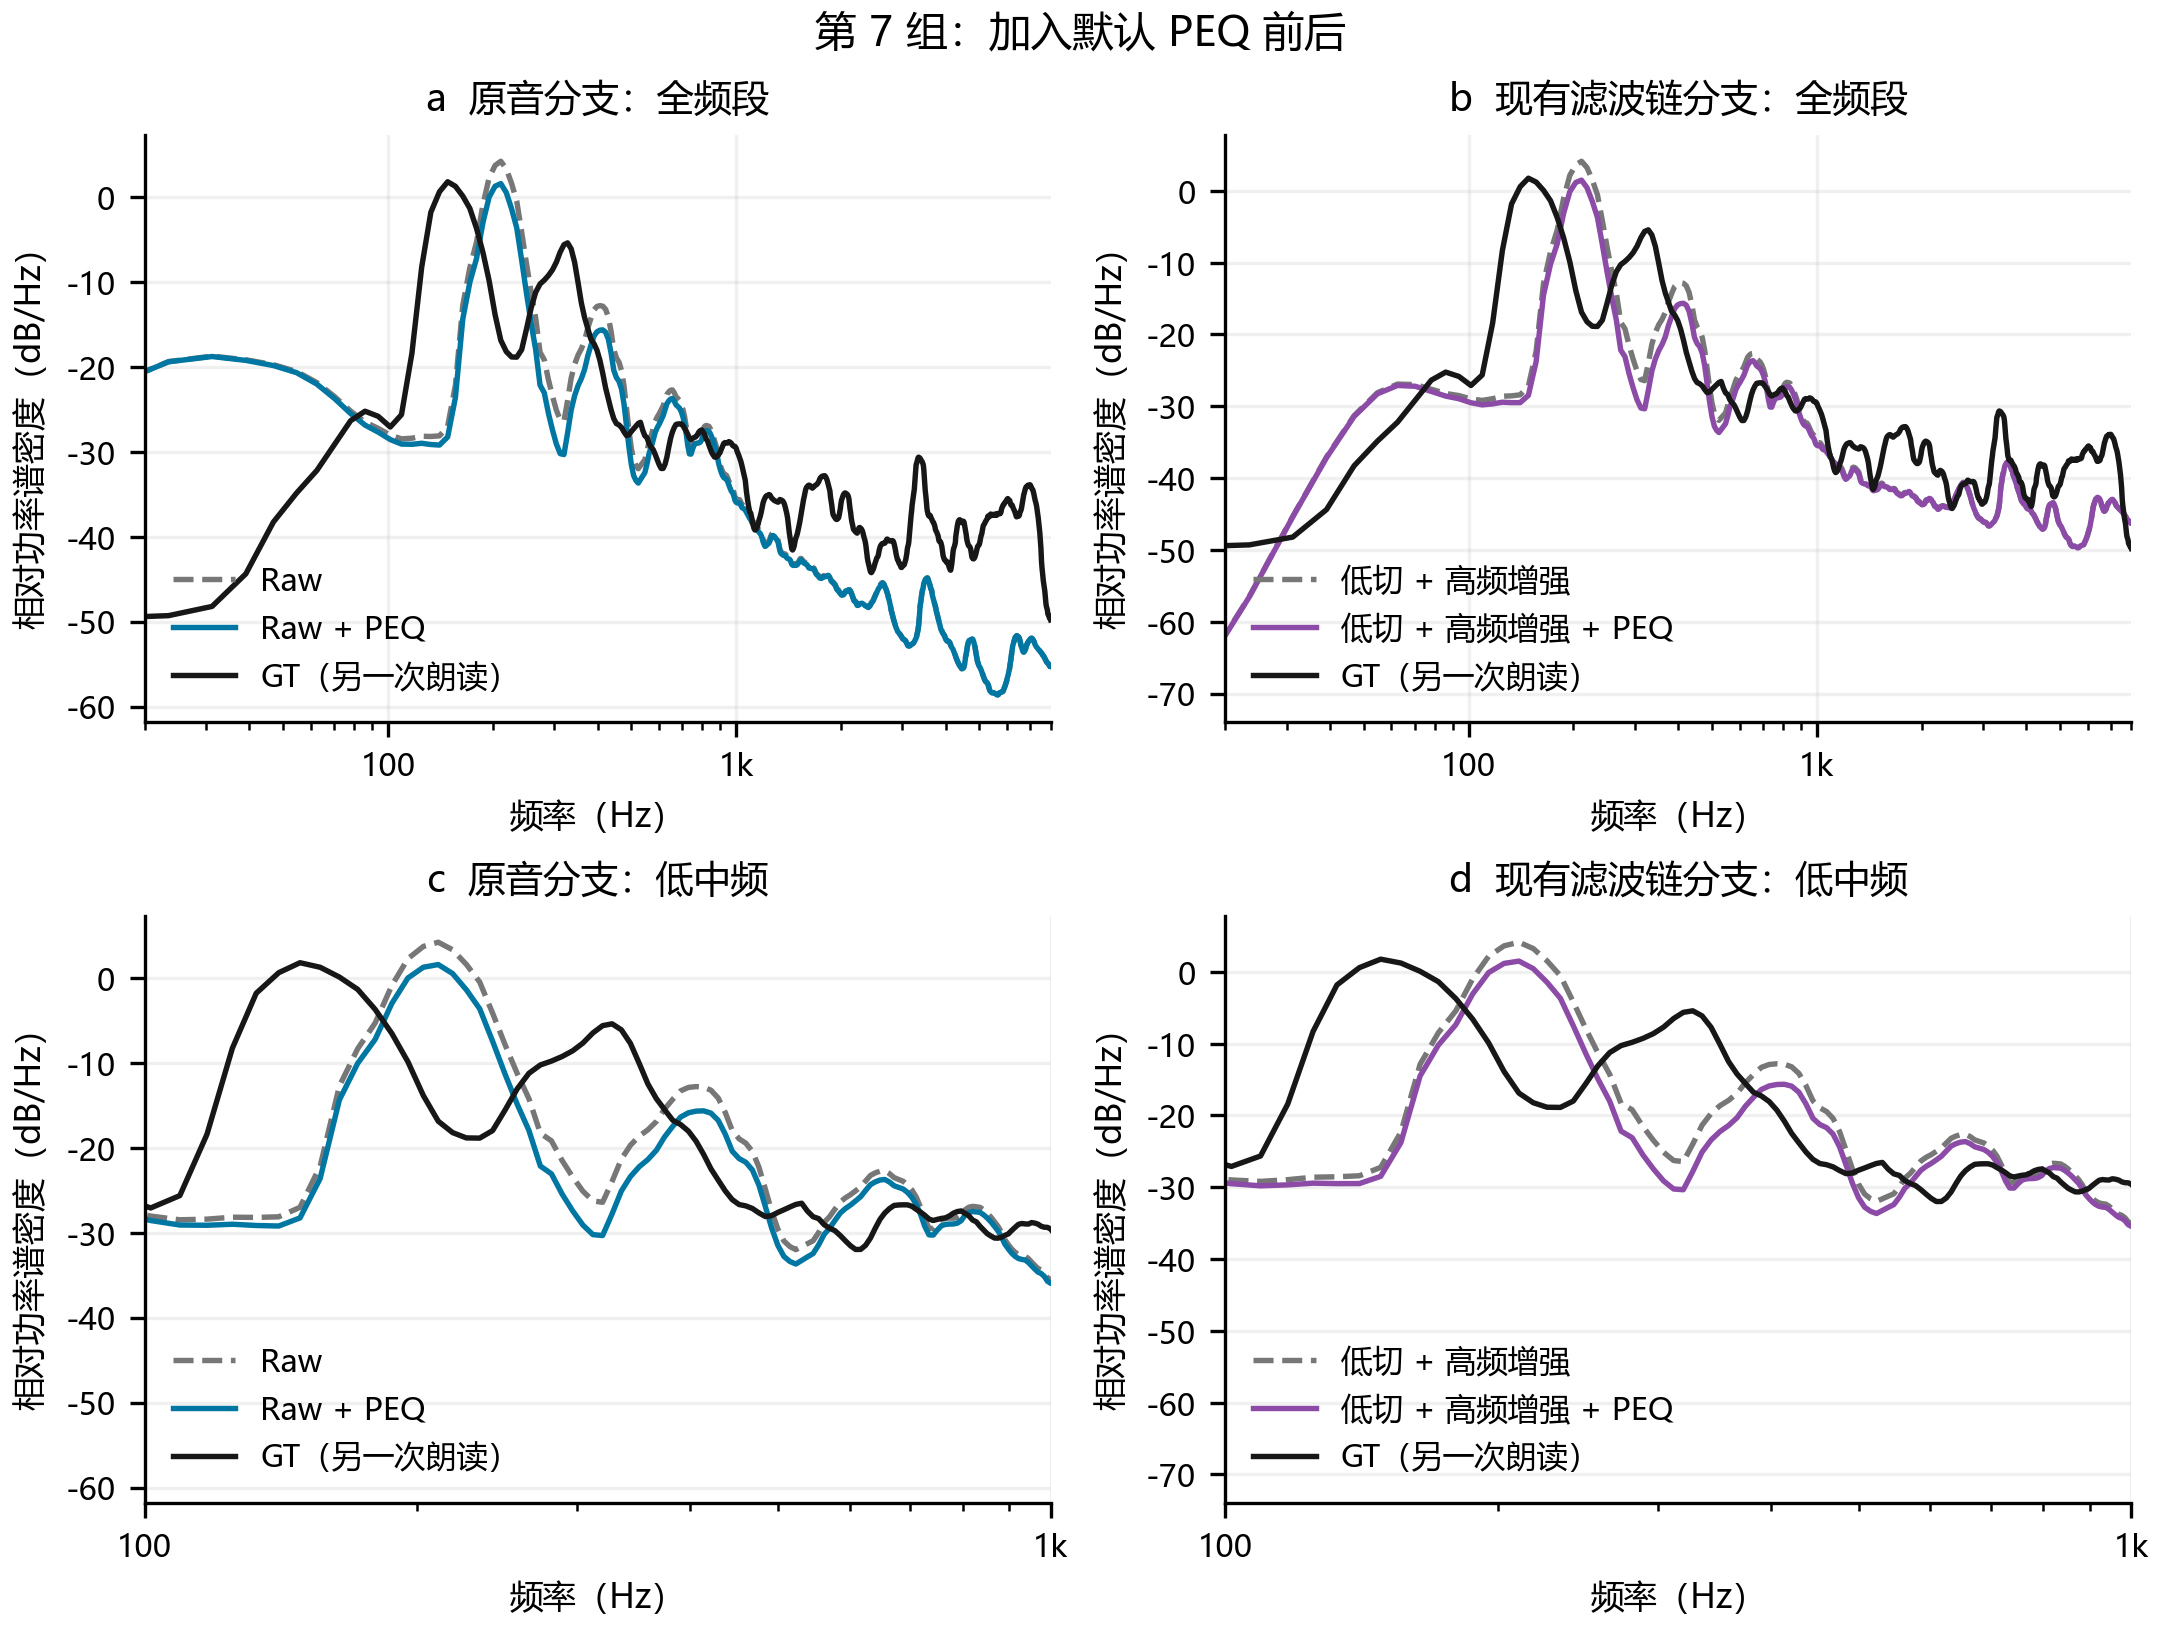 第 7 组：加入默认 PEQ 前后
a 原音分支：全频段
相对功率谱密度（dB/Hz）
0
-10
-20
-30
-40
-50
-60
Raw
Raw + PEQ
GT（另一次朗读）
100
1k
频率（Hz）
b 现有滤波链分支：全频段
相对功率谱密度（dB/Hz）
0
-10
-20
-30
-40
-50
-60
-70
低切 + 高频增强
低切 + 高频增强 + PEQ
GT（另一次朗读）
100
1k
频率（Hz）
c 原音分支：低中频
相对功率谱密度（dB/Hz）
0
-10
-20
-30
-40
-50
-60
Raw
Raw + PEQ
GT（另一次朗读）
100
1k
频率（Hz）
d 现有滤波链分支：低中频
相对功率谱密度（dB/Hz）
0
-10
-20
-30
-40
-50
-60
-70
低切 + 高频增强
低切 + 高频增强 + PEQ
GT（另一次朗读）
100
1k
频率（Hz）